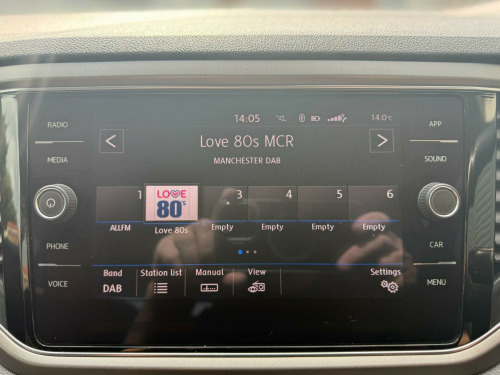 14:05 14.0°C
RADIO
MEDIA
PHONE
VOICE
Love 80s MCR
MANCHESTER DAB
1 3 4 5 6
LOVE
80s
ALLFM Love 80s Empty Empty Empty Empty
Band Station list Manual View Settings
DAB
APP
SOUND
CAR
MENU